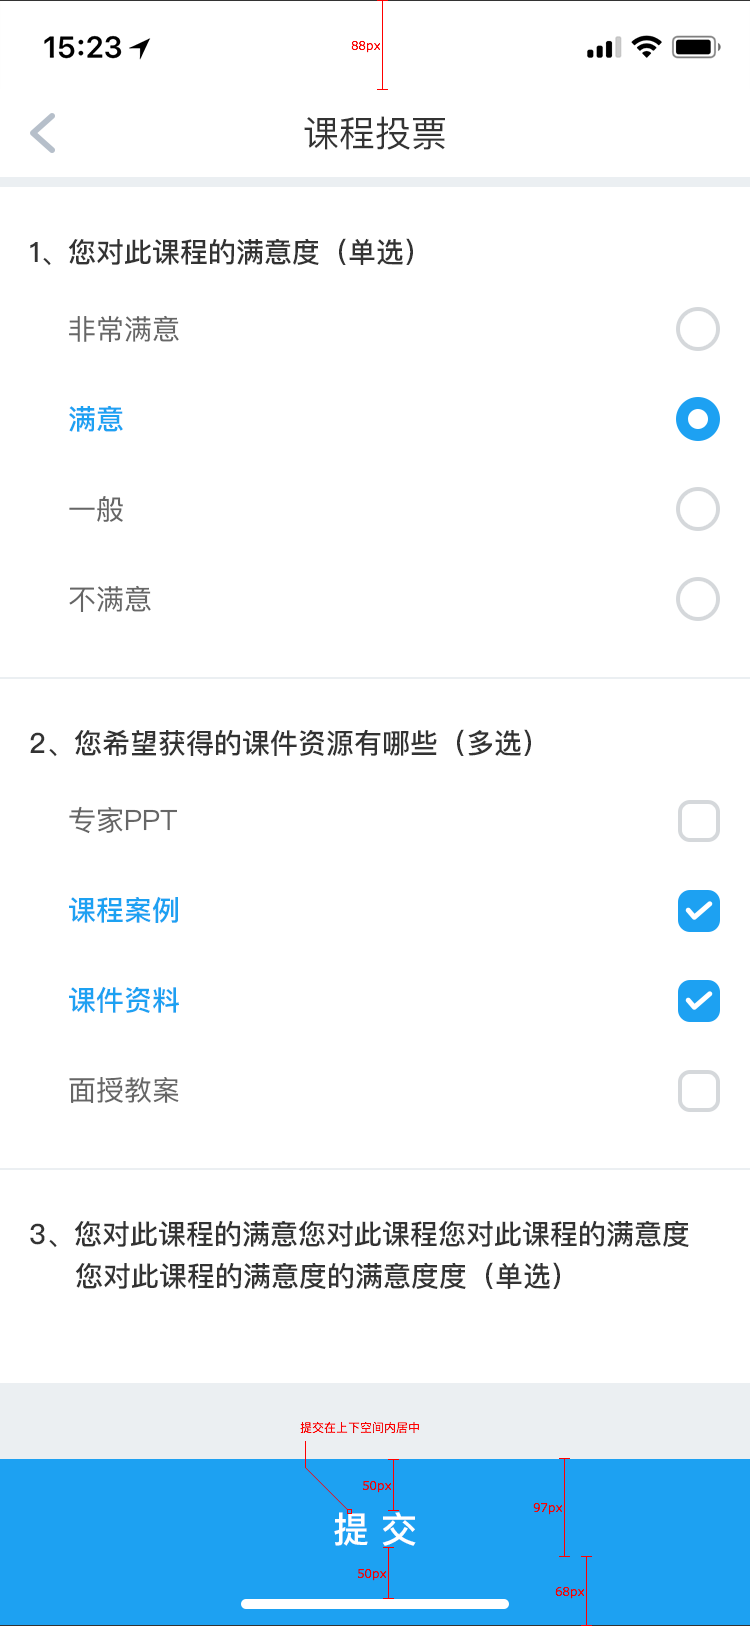 15:23
88px
课程投票
1、您对此课程的满意度（单选）
非常满意
满意
一般
不满意
2、您希望获得的课件资源有哪些（多选）
专家PPT
课程案例
课件资料
面授教案
3、您对此课程的满意您对此课程您对此课程的满意度
您对此课程的满意度的满意度度（单选）
提交在上下空间内居中
50px
97px
提 交
50px
68px